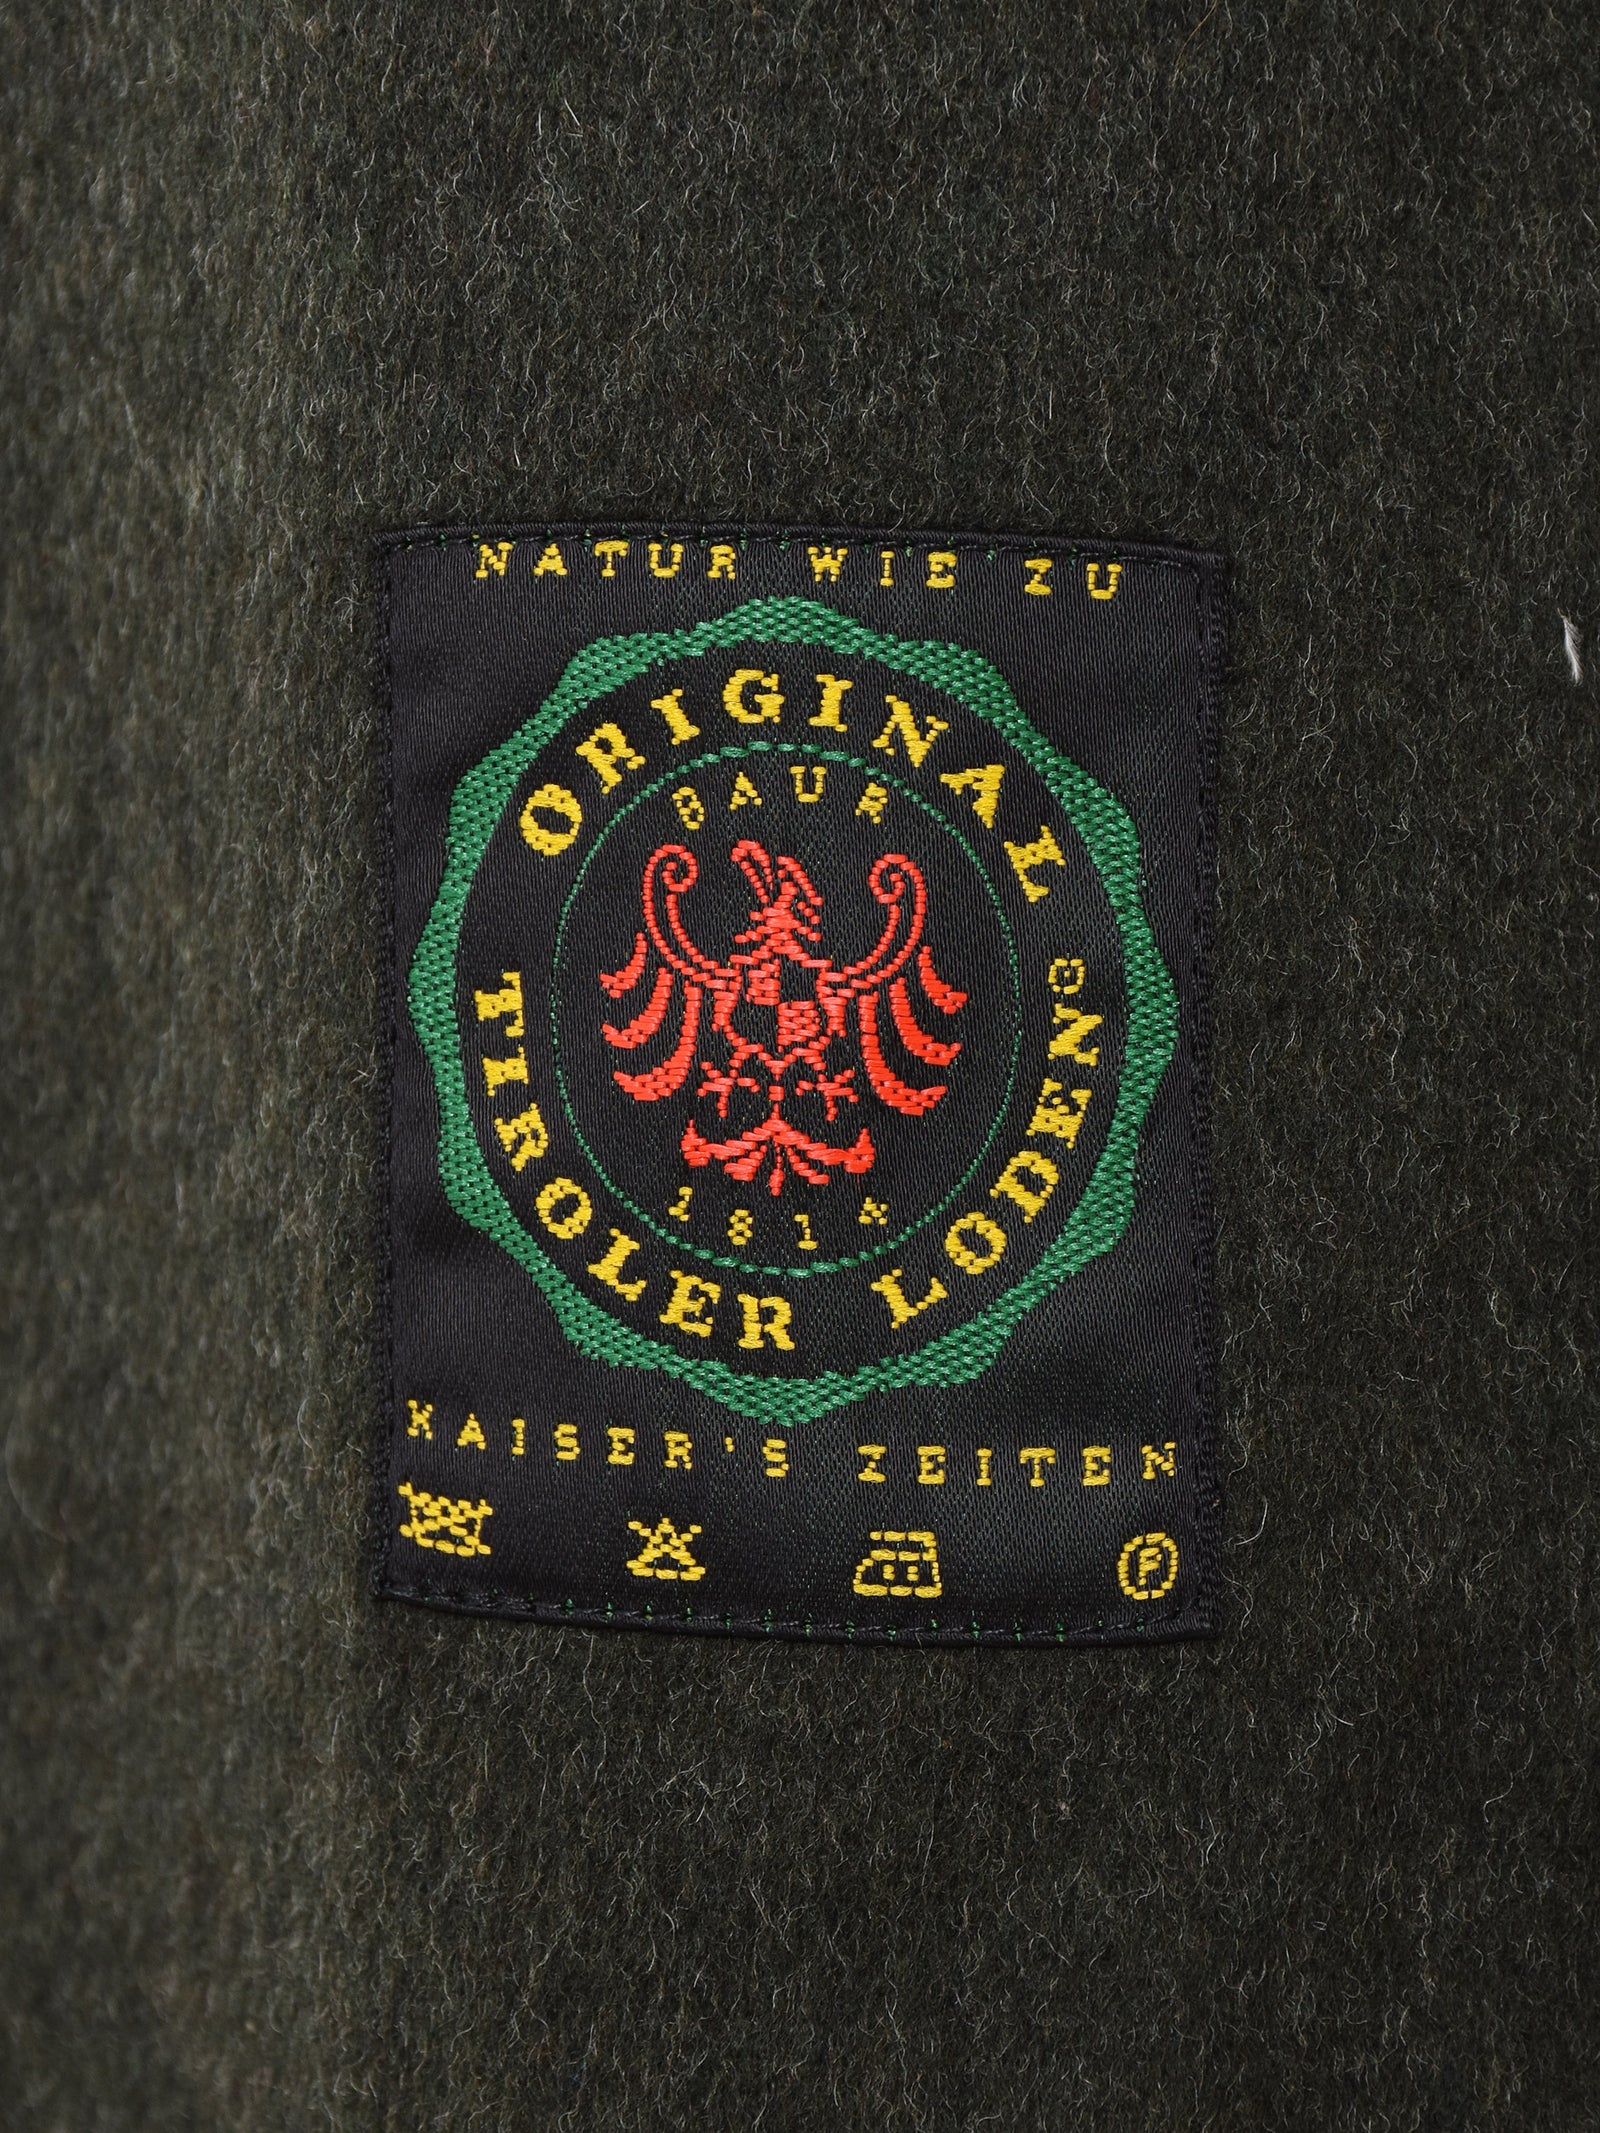 NATUR WIE ZU
ORIGINAL
BAUR
1814
TIROLER LODEN©
KAISER'S ZEITEN
P